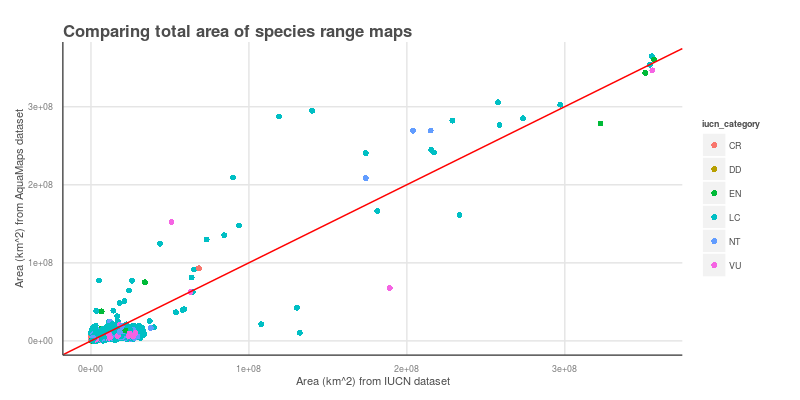 Comparing total area of species range maps
Area (km^2) from AquaMaps dataset
3e+08
2e+08
1e+08
0e+00
0e+00
1e+08
2e+08
3e+08
Area (km^2) from IUCN dataset
iucn_category
CR
DD
EN
LC
NT
VU